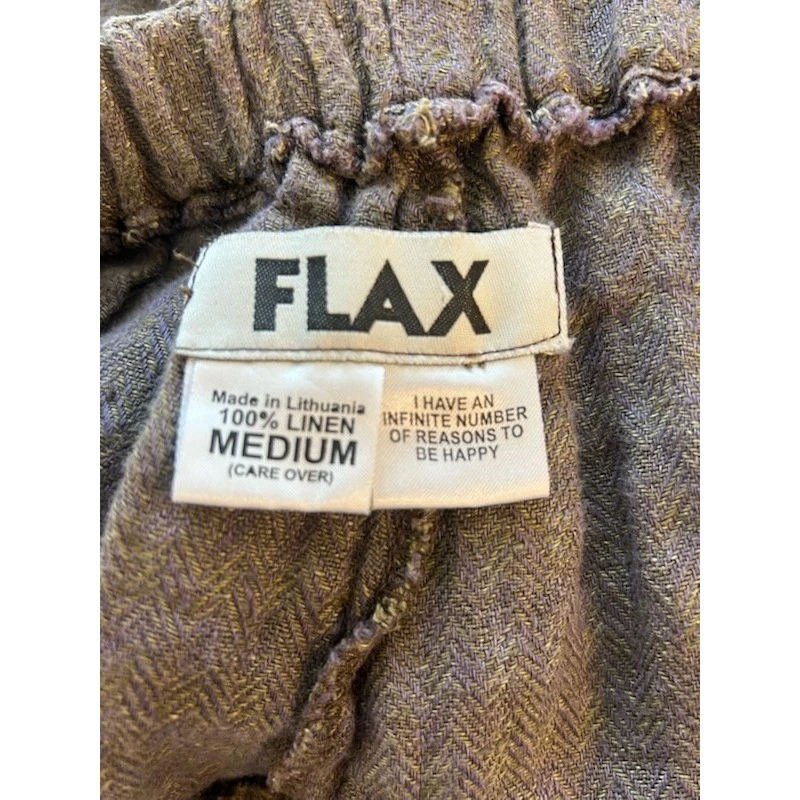 FLAX
Made in Lithuania
100% LINEN
MEDIUM
(CARE OVER)
I HAVE AN
INFINITE NUMBER
OF REASONS TO
BE HAPPY